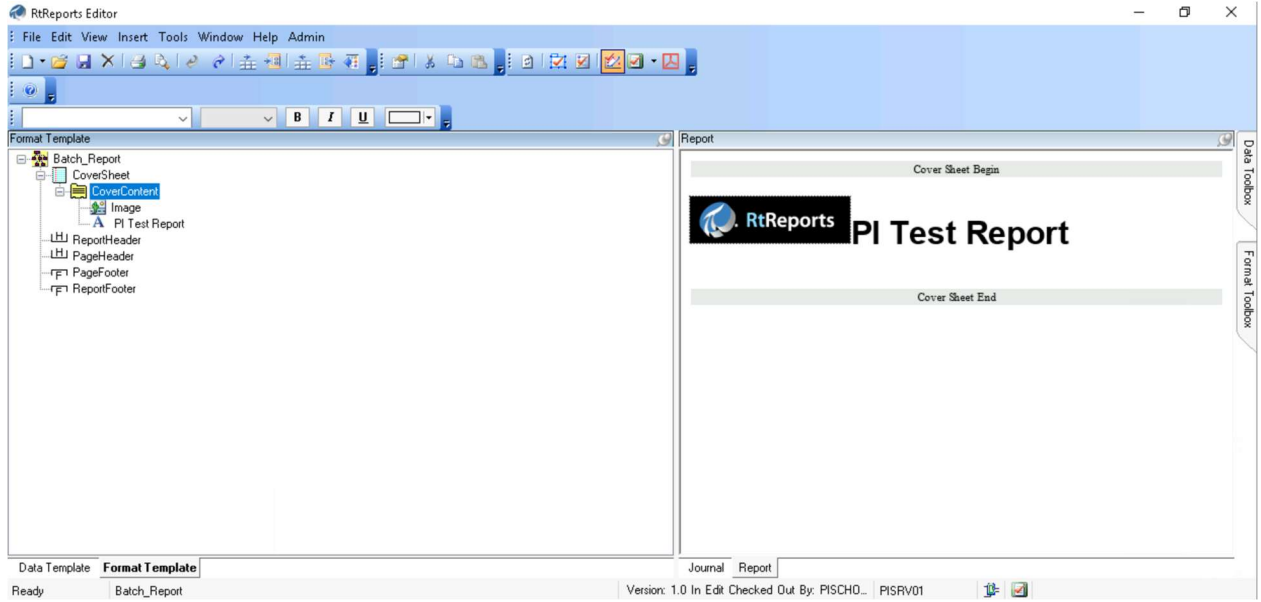 RtReports Editor
File Edit View Insert Tools Window Help Admin
B I U
Format Template
Report
Batch_Report
CoverSheet
CoverContent
Image
A PI Test Report
ReportHeader
PageHeader
PageFooter
ReportFooter
Cover Sheet Begin
RtReports
PI Test Report
Cover Sheet End
Data Toolbox
Format Toolbox
Data Template Format Template
Journal Report
Ready Batch_Report Version: 1.0 In Edit Checked Out By: PISCHO... PISRV01